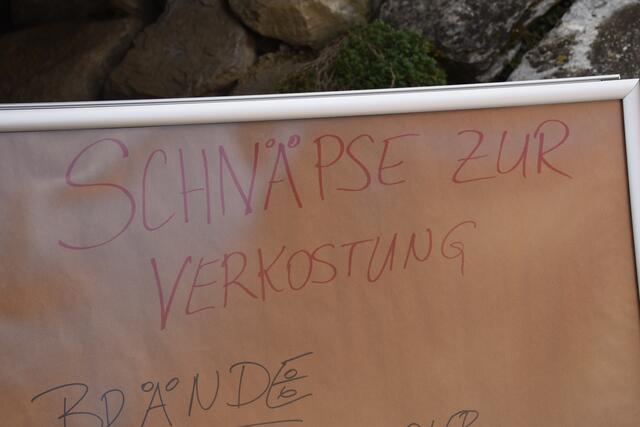 SCHNÄPSE ZUR
VERKOSTUNG
BRÄNDE